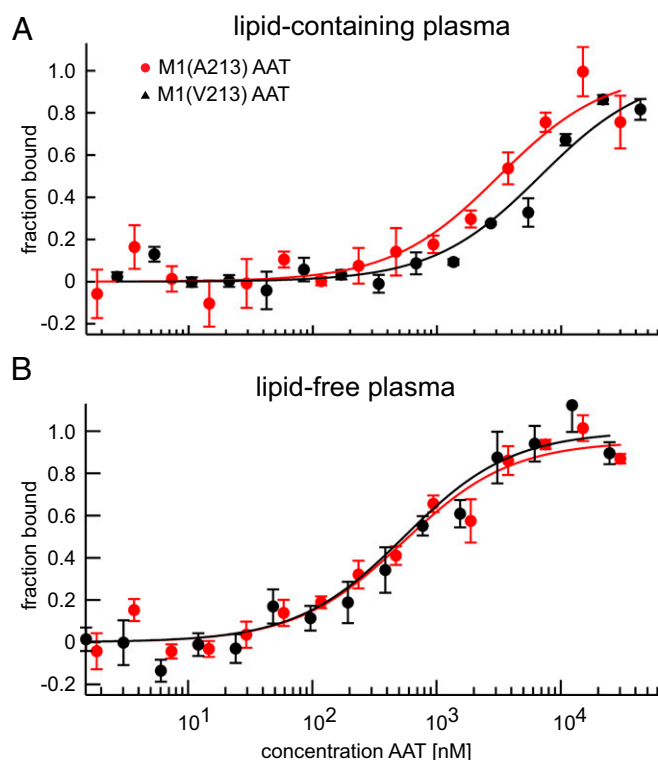 A
lipid-containing plasma
M1(A213) AAT
M1(V213) AAT
1.0
0.8
0.6
0.4
0.2
0
-0.2
fraction bound
B
lipid-free plasma
1.0
0.8
0.6
0.4
0.2
0
-0.2
fraction bound
10¹ 10² 10³ 10⁴
concentration AAT [nM]